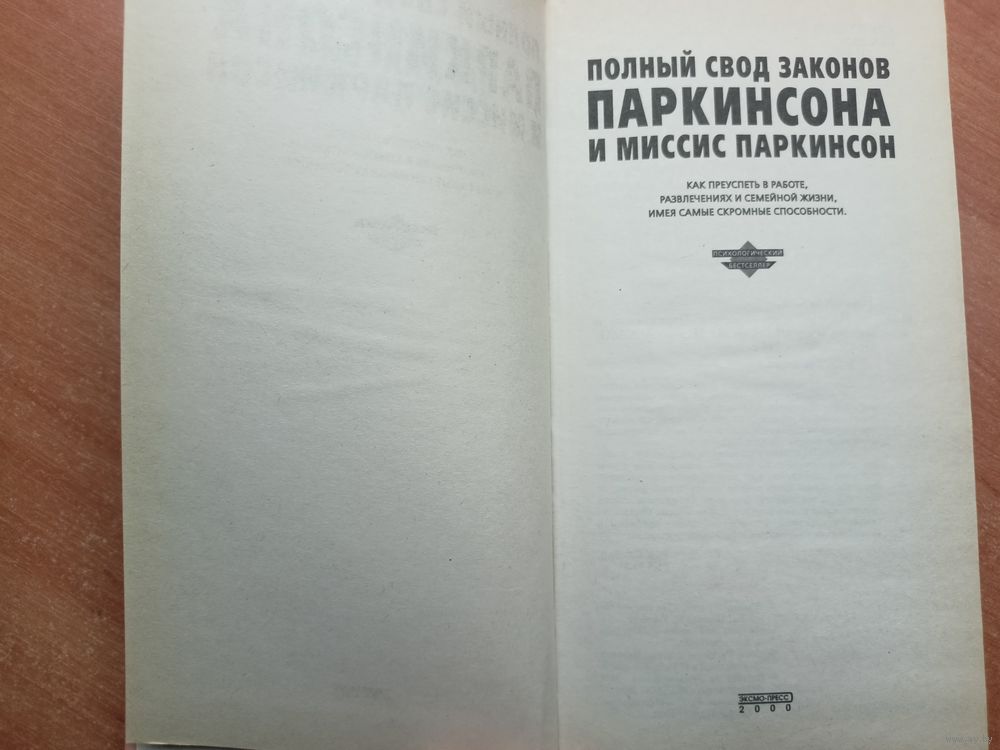 ПОЛНЫЙ СВОД ЗАКОНОВ
ПАРКИНСОНА
И МИССИС ПАРКИНСОН
КАК ПРЕУСПЕТЬ В РАБОТЕ,
РАЗВЛЕЧЕНИЯХ И СЕМЕЙНОЙ ЖИЗНИ,
ИМЕЯ САМЫЕ СКРОМНЫЕ СПОСОБНОСТИ.
ПСИХОЛОГИЧЕСКИЙ
БЕСТСЕЛЛЕР
ЭКСМО-ПРЕСС
2000